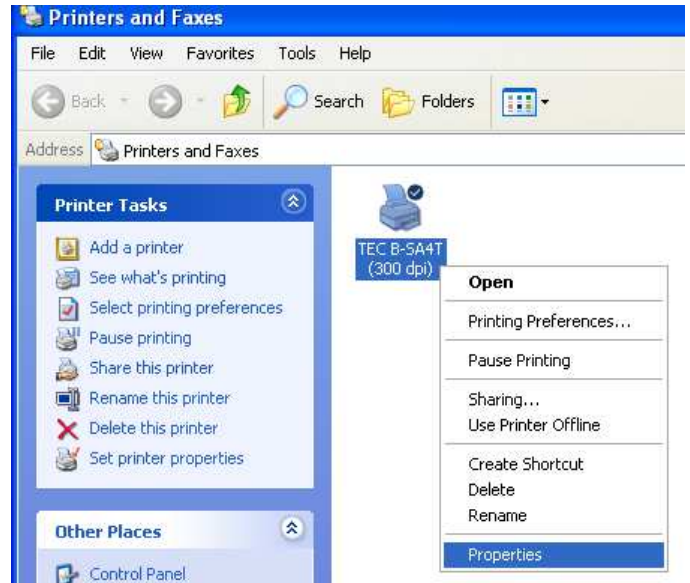 Printers and Faxes
File Edit View Favorites Tools Help
Back Search Folders
Address Printers and Faxes
Printer Tasks
Add a printer
See what's printing
Select printing preferences
Pause printing
Share this printer
Rename this printer
Delete this printer
Set printer properties
Other Places
Control Panel
TEC B-SA4T
(300 dpi)
Open
Printing Preferences...
Pause Printing
Sharing...
Use Printer Offline
Create Shortcut
Delete
Rename
Properties